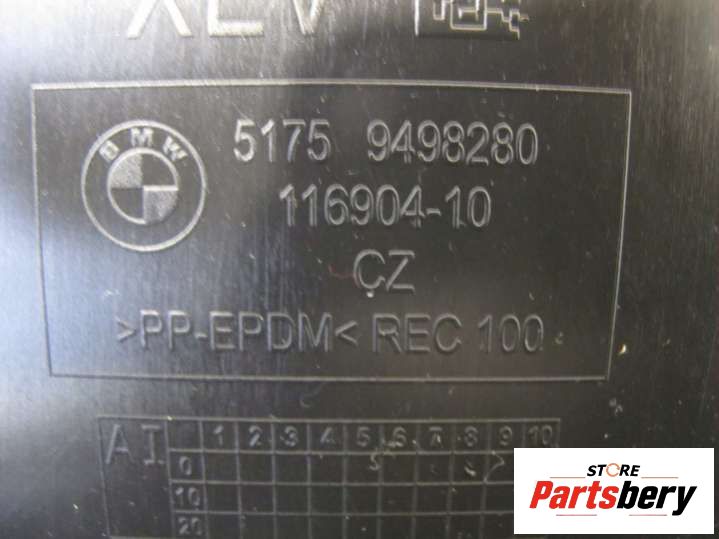 XLV
BMW
5175 9498280
116904-10
CZ
>PP-EPDM< REC 100
AI
1 2 3 4 5 6 7 8 9 10
0
10
20
STORE
Partsbery